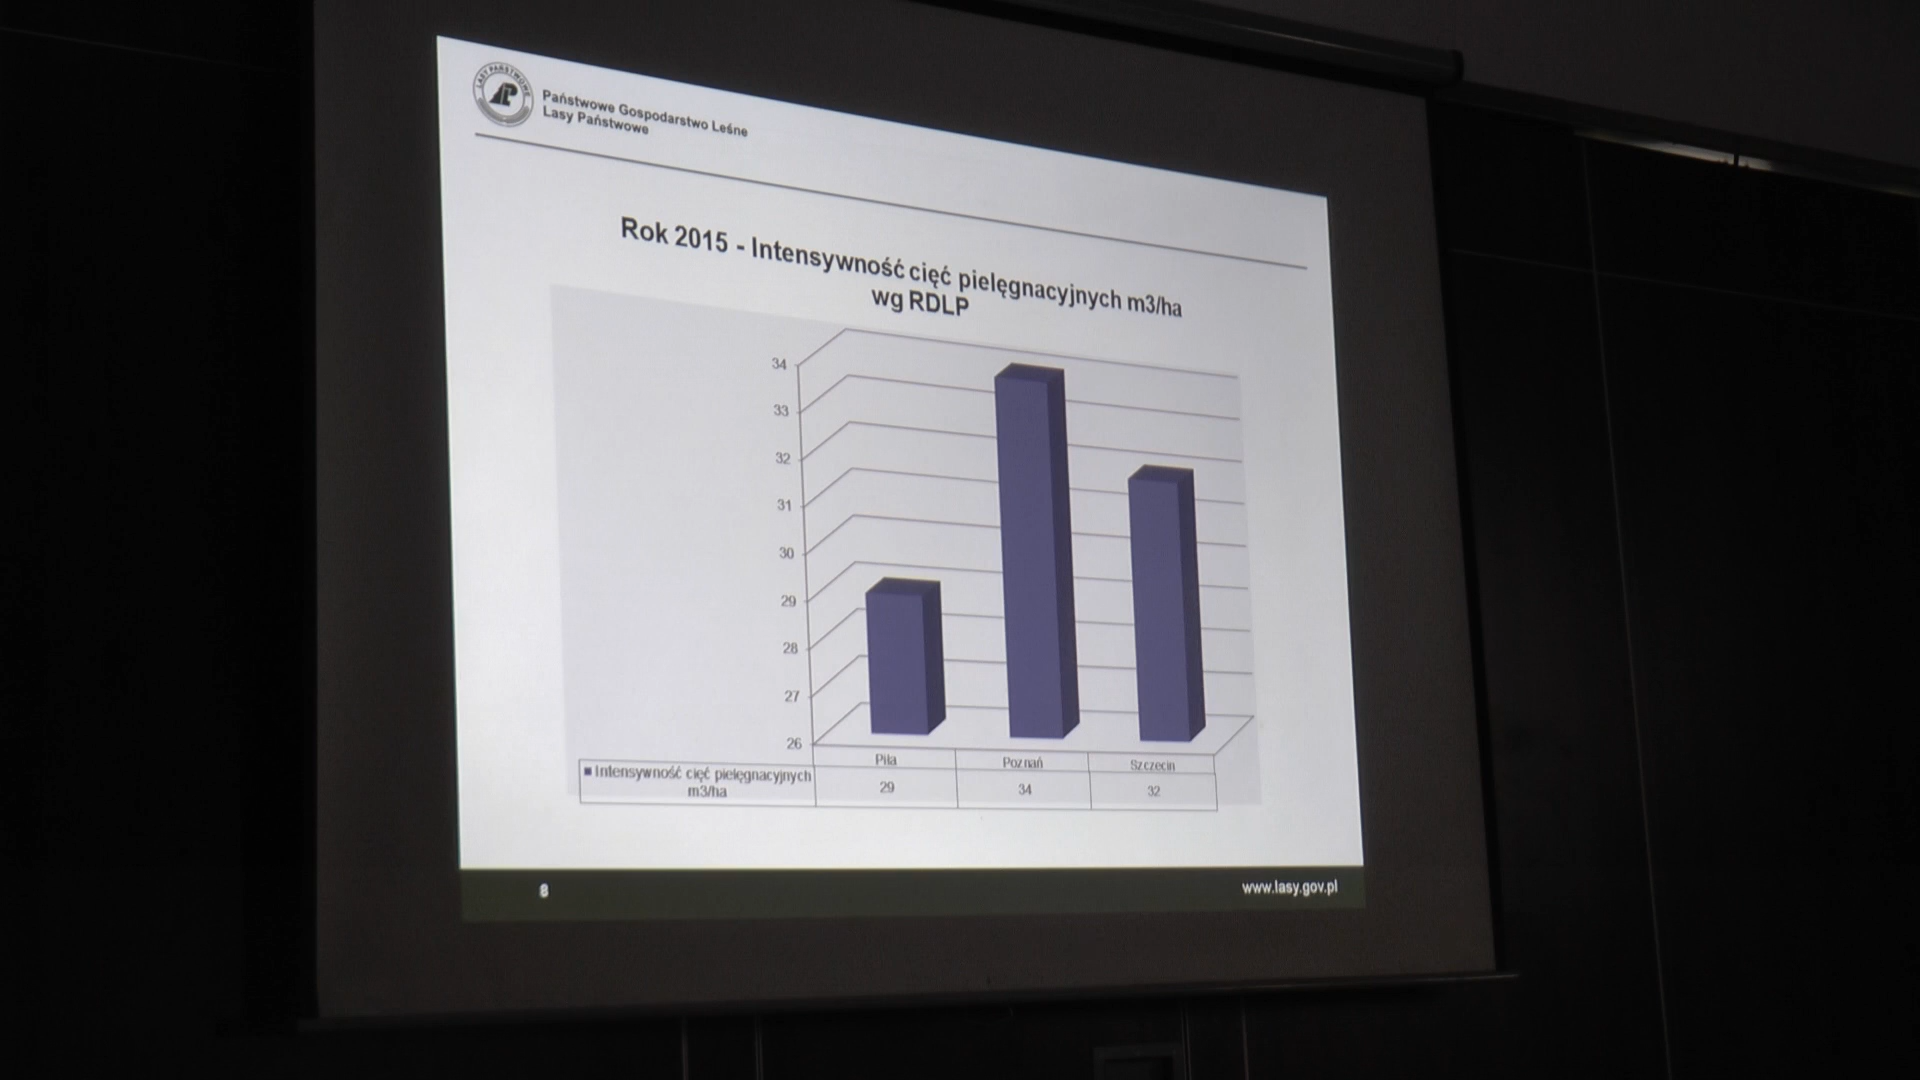 LASY PAŃSTWOWE
Państwowe Gospodarstwo Leśne
Lasy Państwowe
Rok 2015 - Intensywność cięć pielęgnacyjnych m3/ha
wg RDLP
34
33
32
31
30
29
28
27
26
Piła Poznań Szczecin
Intensywność cięć pielęgnacyjnych
m3/ha
29 34 32
8 www.lasy.gov.pl